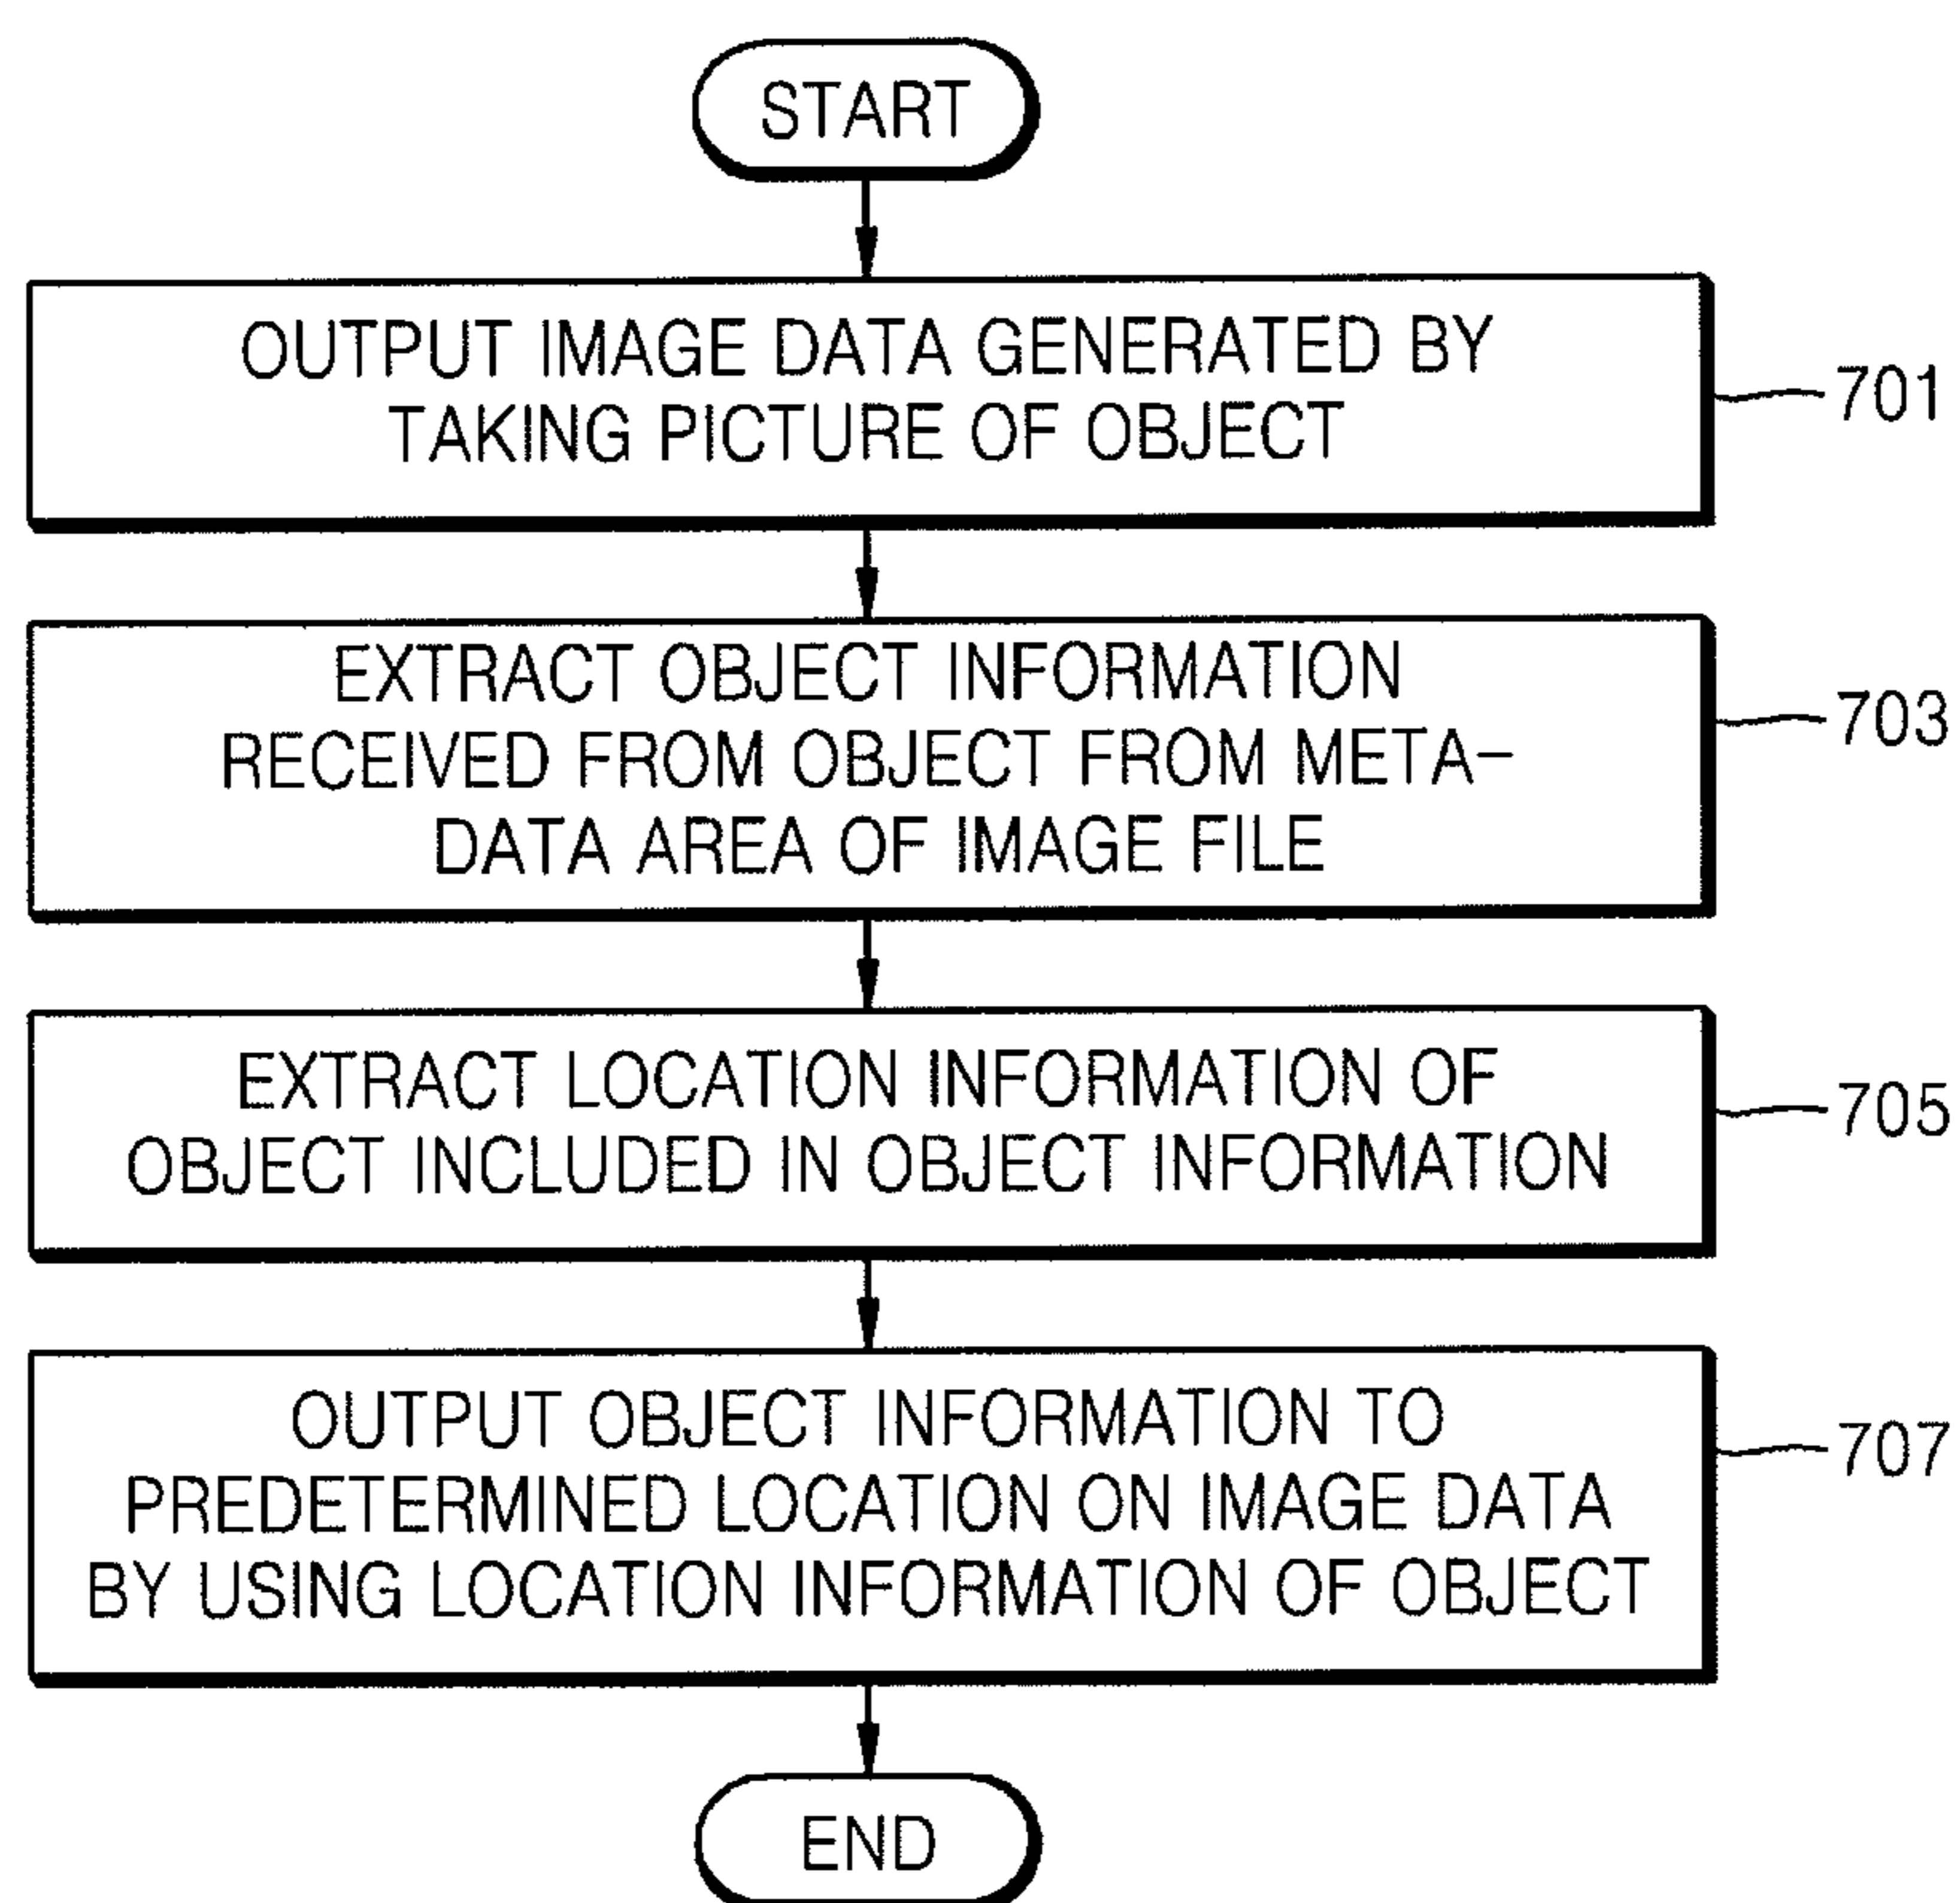 START
OUTPUT IMAGE DATA GENERATED BY
TAKING PICTURE OF OBJECT
701
EXTRACT OBJECT INFORMATION
RECEIVED FROM OBJECT FROM META-
DATA AREA OF IMAGE FILE
703
EXTRACT LOCATION INFORMATION OF
OBJECT INCLUDED IN OBJECT INFORMATION
705
OUTPUT OBJECT INFORMATION TO
PREDETERMINED LOCATION ON IMAGE DATA
BY USING LOCATION INFORMATION OF OBJECT
707
END